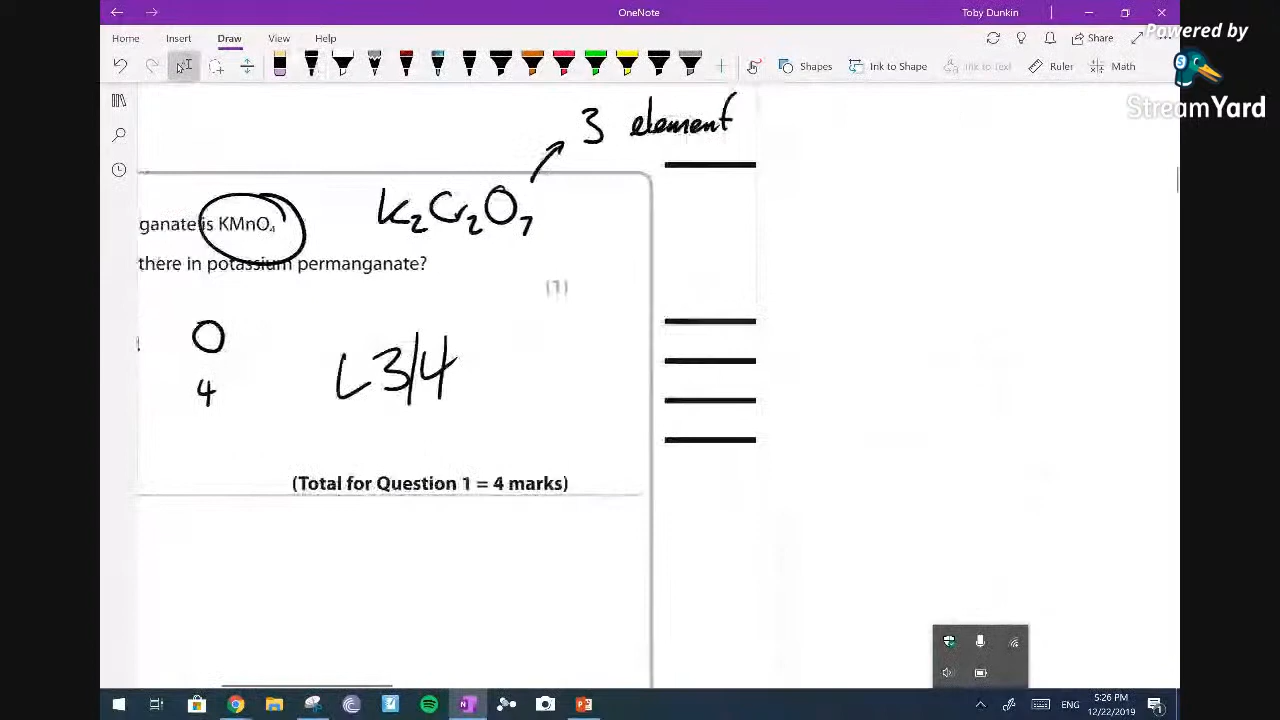 OneNote
Toby Dunkin
Powered by
StreamYard
Home Insert Draw View Help
Share
Shapes Ink to Shape Ink to Text Ruler Math
3 element
K₂Cr₂O₇
ganate is KMnO₄
there in potassium permanganate?
(1)
O
4
L3/4
(Total for Question 1 = 4 marks)
ENG
5:26 PM
12/22/2019